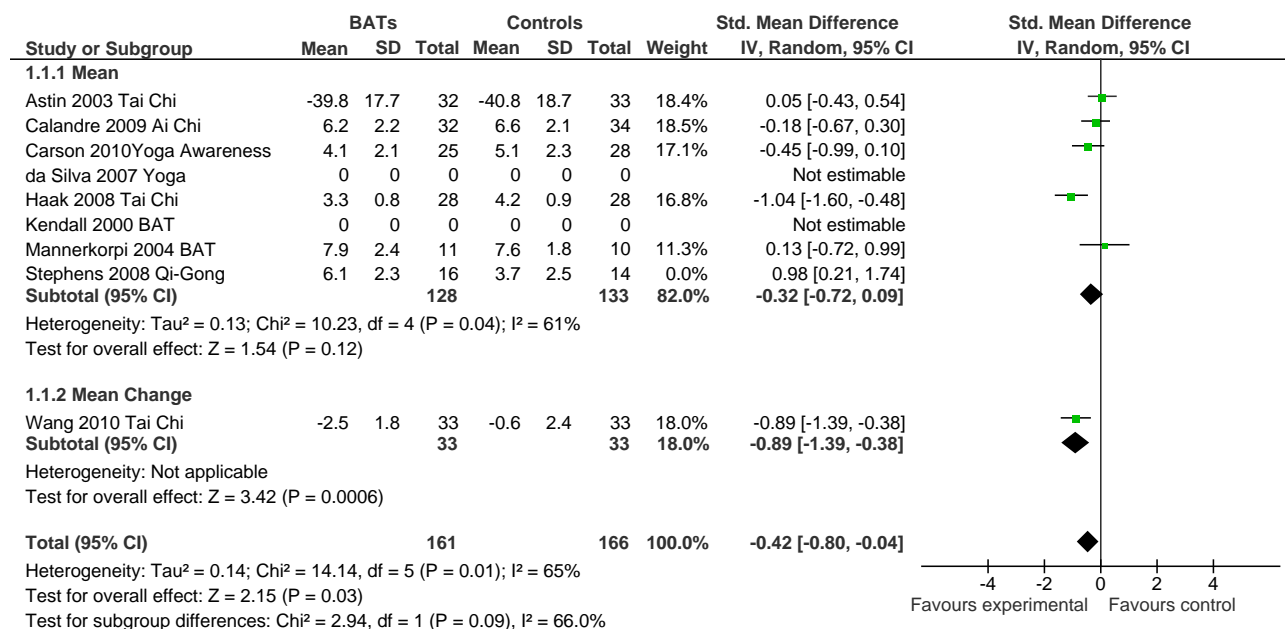 BATs Controls Std. Mean Difference Std. Mean Difference
Study or Subgroup Mean SD Total Mean SD Total Weight IV, Random, 95% CI IV, Random, 95% CI
1.1.1 Mean
Astin 2003 Tai Chi -39.8 17.7 32 -40.8 18.7 33 18.4% 0.05 [-0.43, 0.54]
Calandre 2009 Ai Chi 6.2 2.2 32 6.6 2.1 34 18.5% -0.18 [-0.67, 0.30]
Carson 2010Yoga Awareness 4.1 2.1 25 5.1 2.3 28 17.1% -0.45 [-0.99, 0.10]
da Silva 2007 Yoga 0 0 0 0 0 0 Not estimable
Haak 2008 Tai Chi 3.3 0.8 28 4.2 0.9 28 16.8% -1.04 [-1.60, -0.48]
Kendall 2000 BAT 0 0 0 0 0 0 Not estimable
Mannerkorpi 2004 BAT 7.9 2.4 11 7.6 1.8 10 11.3% 0.13 [-0.72, 0.99]
Stephens 2008 Qi-Gong 6.1 2.3 16 3.7 2.5 14 0.0% 0.98 [0.21, 1.74]
Subtotal (95% CI) 128 133 82.0% -0.32 [-0.72, 0.09]
Heterogeneity: Tau² = 0.13; Chi² = 10.23, df = 4 (P = 0.04); I² = 61%
Test for overall effect: Z = 1.54 (P = 0.12)
1.1.2 Mean Change
Wang 2010 Tai Chi -2.5 1.8 33 -0.6 2.4 33 18.0% -0.89 [-1.39, -0.38]
Subtotal (95% CI) 33 33 18.0% -0.89 [-1.39, -0.38]
Heterogeneity: Not applicable
Test for overall effect: Z = 3.42 (P = 0.0006)
Total (95% CI) 161 166 100.0% -0.42 [-0.80, -0.04]
Heterogeneity: Tau² = 0.14; Chi² = 14.14, df = 5 (P = 0.01); I² = 65%
Test for overall effect: Z = 2.15 (P = 0.03)
Test for subgroup differences: Chi² = 2.94, df = 1 (P = 0.09), I² = 66.0%
-4 -2 0 2 4
Favours experimental Favours control